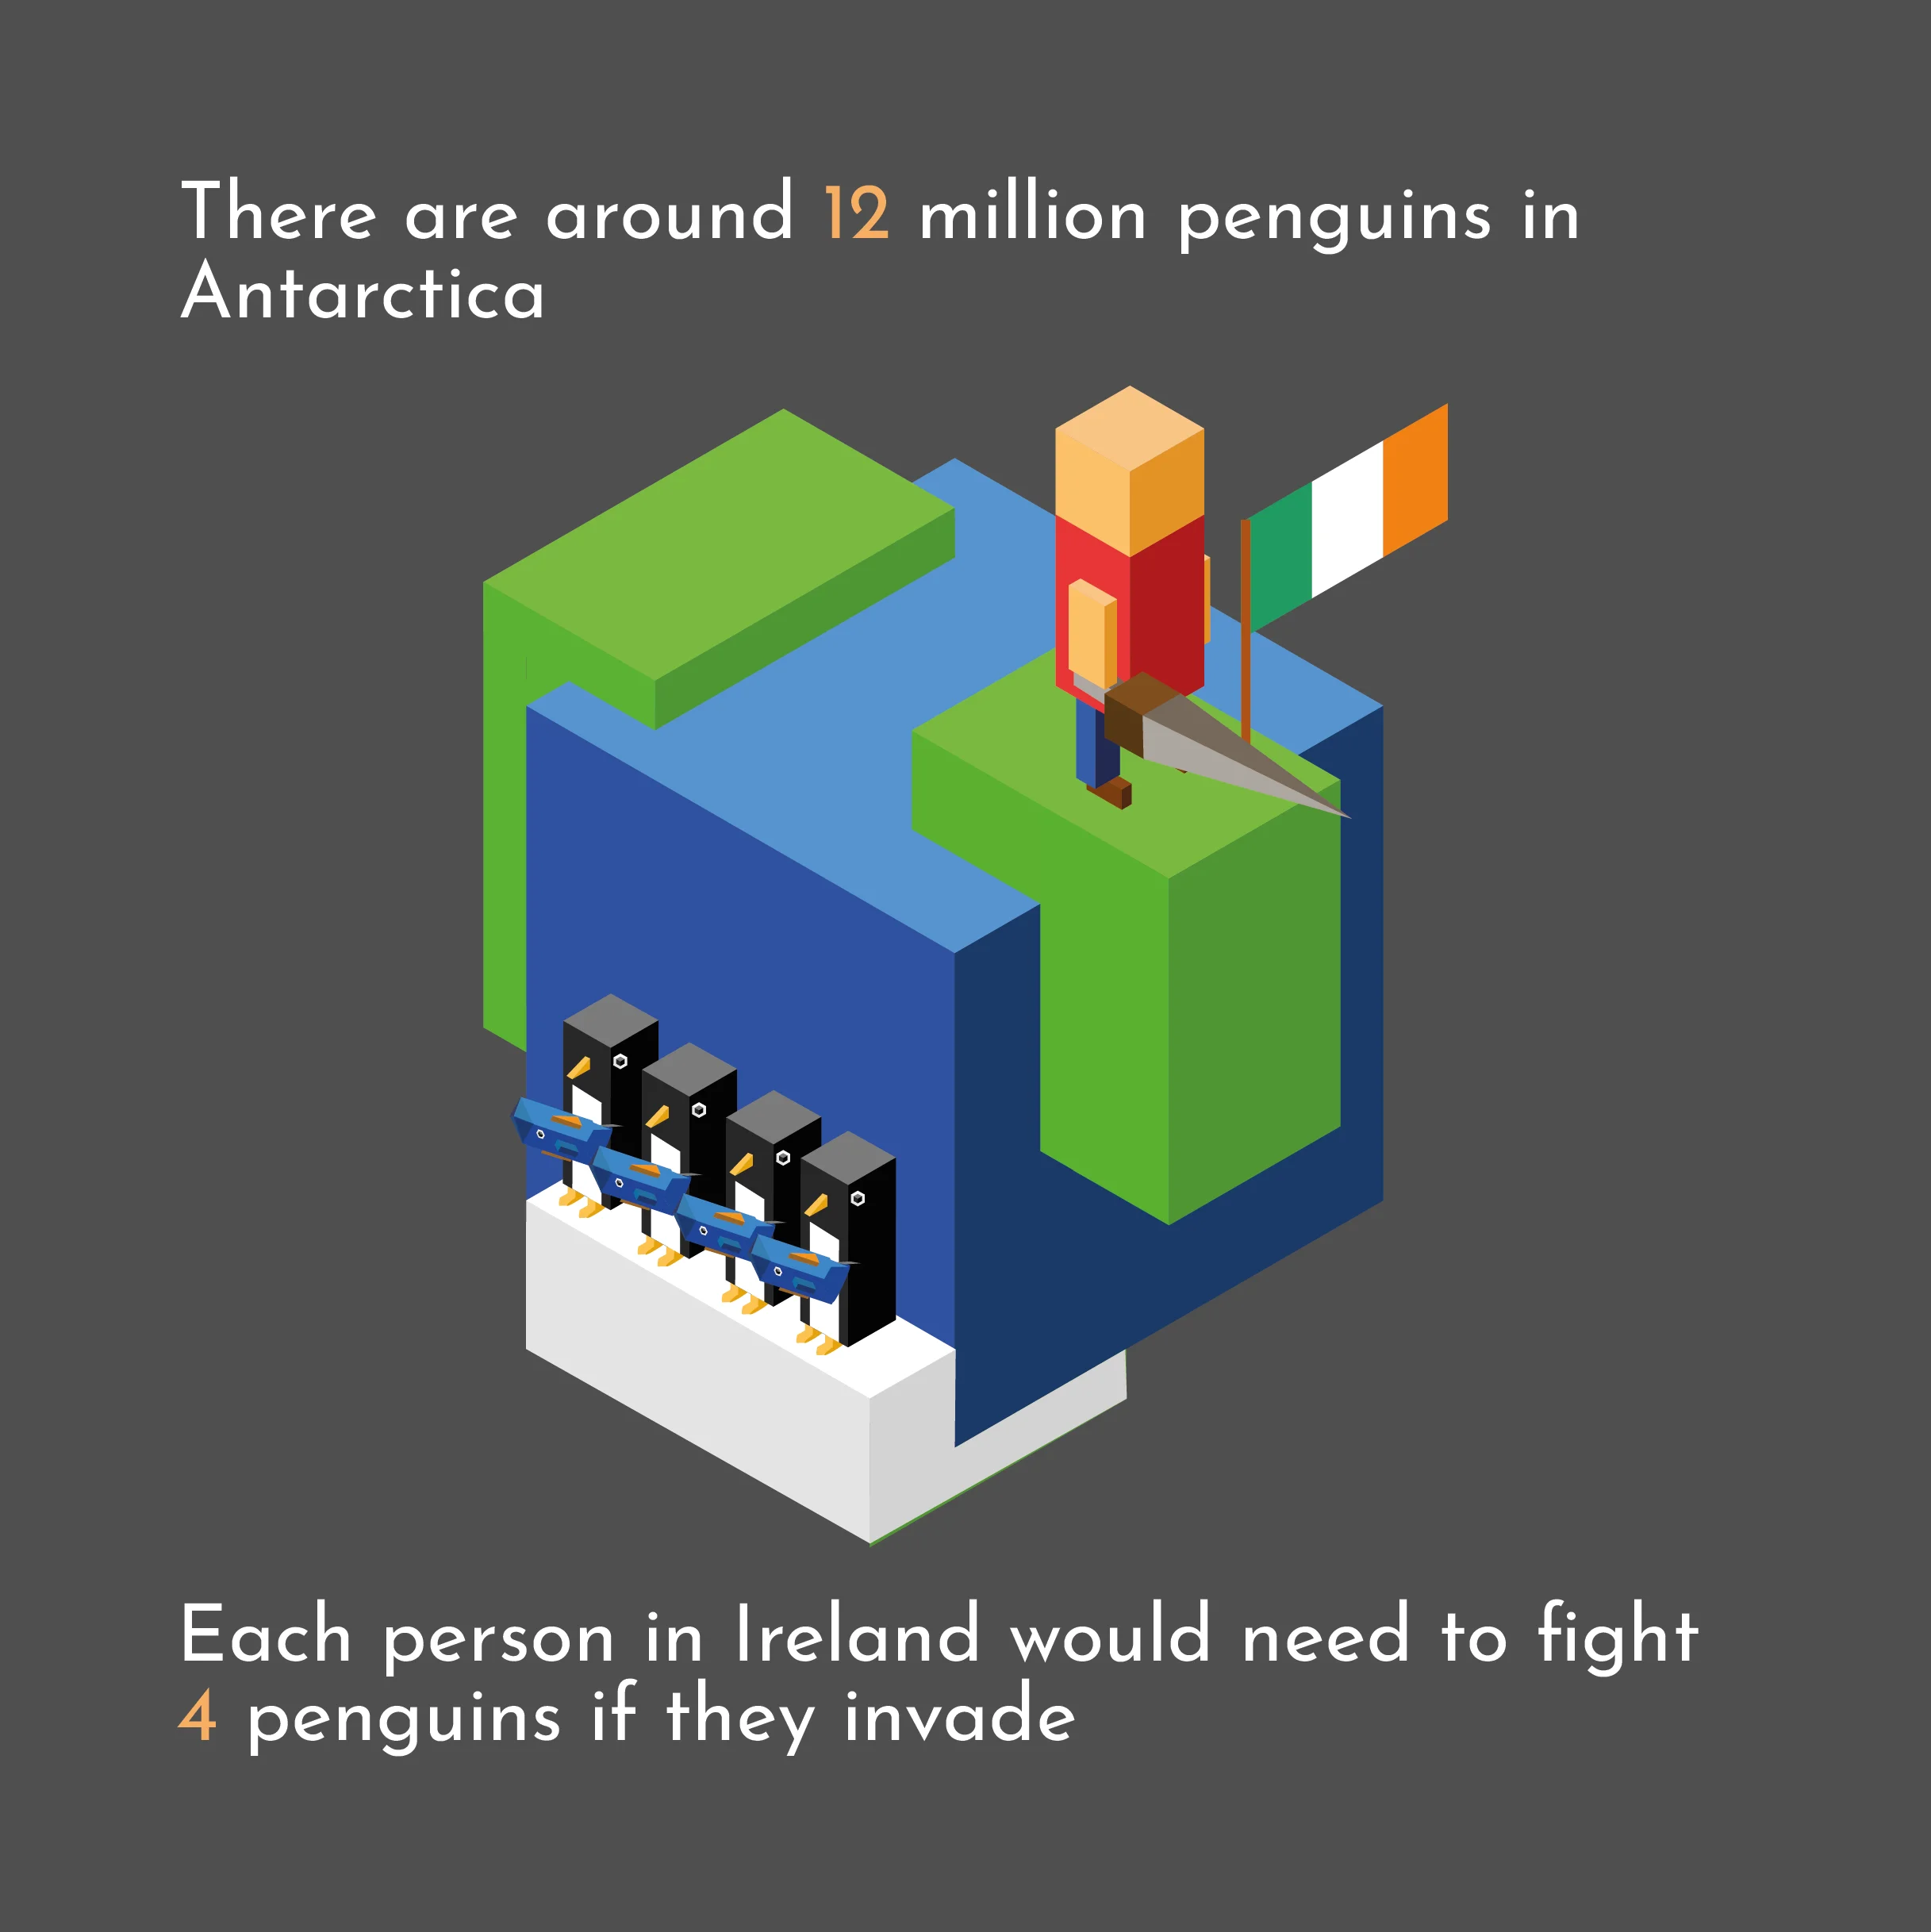 There are around 12 million penguins in
Antarctica
Each person in Ireland would need to fight
4 penguins if they invade